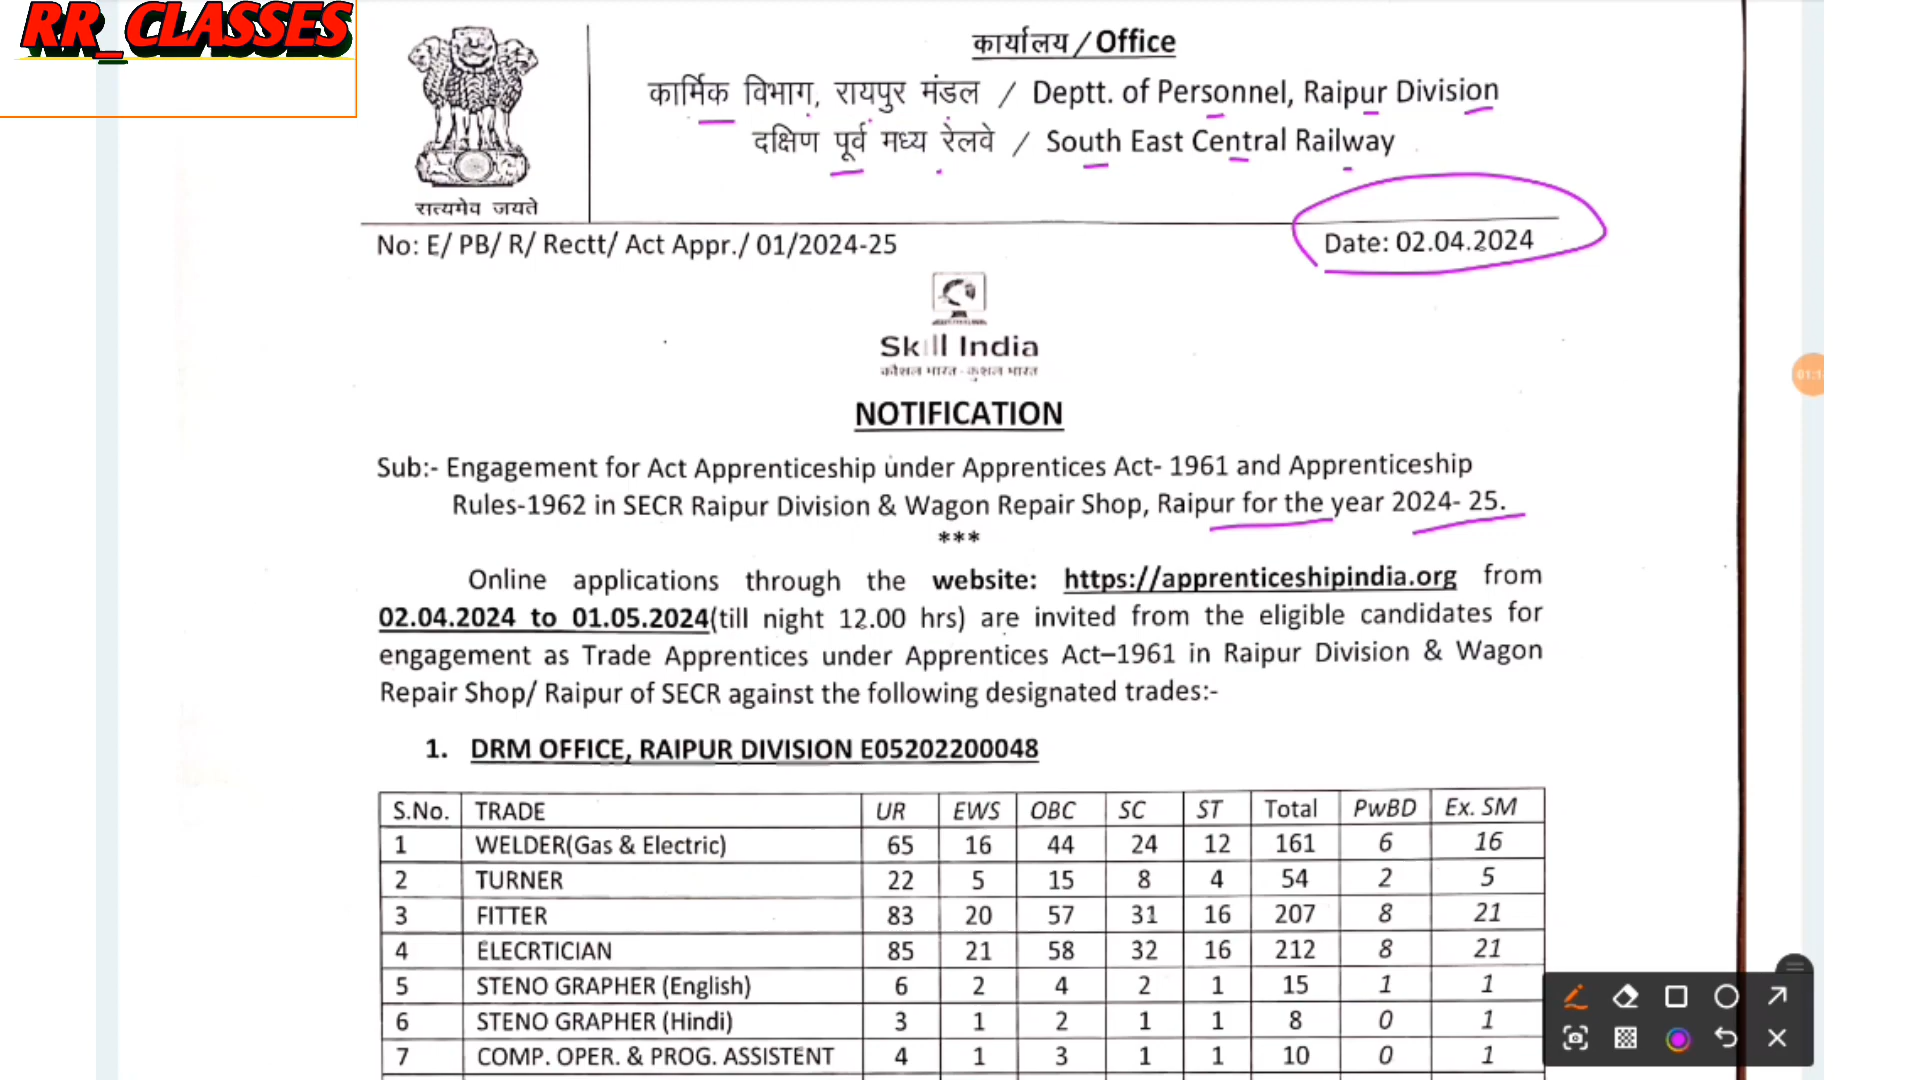 RR_CLASSES
कार्यालय / Office
कार्मिक विभाग, रायपुर मंडल / Deptt. of Personnel, Raipur Division
दक्षिण पूर्व मध्य रेलवे / South East Central Railway
सत्यमेव जयते
No: E/ PB/ R/ Rectt/ Act Appr./ 01/2024-25 Date: 02.04.2024
Skill India
कौशल भारत - कुशल भारत
NOTIFICATION
Sub:- Engagement for Act Apprenticeship under Apprentices Act- 1961 and Apprenticeship
Rules-1962 in SECR Raipur Division & Wagon Repair Shop, Raipur for the year 2024- 25.
***
Online applications through the website: https://apprenticeshipindia.org from
02.04.2024 to 01.05.2024(till night 12.00 hrs) are invited from the eligible candidates for
engagement as Trade Apprentices under Apprentices Act–1961 in Raipur Division & Wagon
Repair Shop/ Raipur of SECR against the following designated trades:-
1. DRM OFFICE, RAIPUR DIVISION E05202200048
S.No. TRADE UR EWS OBC SC ST Total PwBD Ex. SM
1 WELDER(Gas & Electric) 65 16 44 24 12 161 6 16
2 TURNER 22 5 15 8 4 54 2 5
3 FITTER 83 20 57 31 16 207 8 21
4 ELECRTICIAN 85 21 58 32 16 212 8 21
5 STENO GRAPHER (English) 6 2 4 2 1 15 1 1
6 STENO GRAPHER (Hindi) 3 1 2 1 1 8 0 1
7 COMP. OPER. & PROG. ASSISTENT 4 1 3 1 1 10 0 1